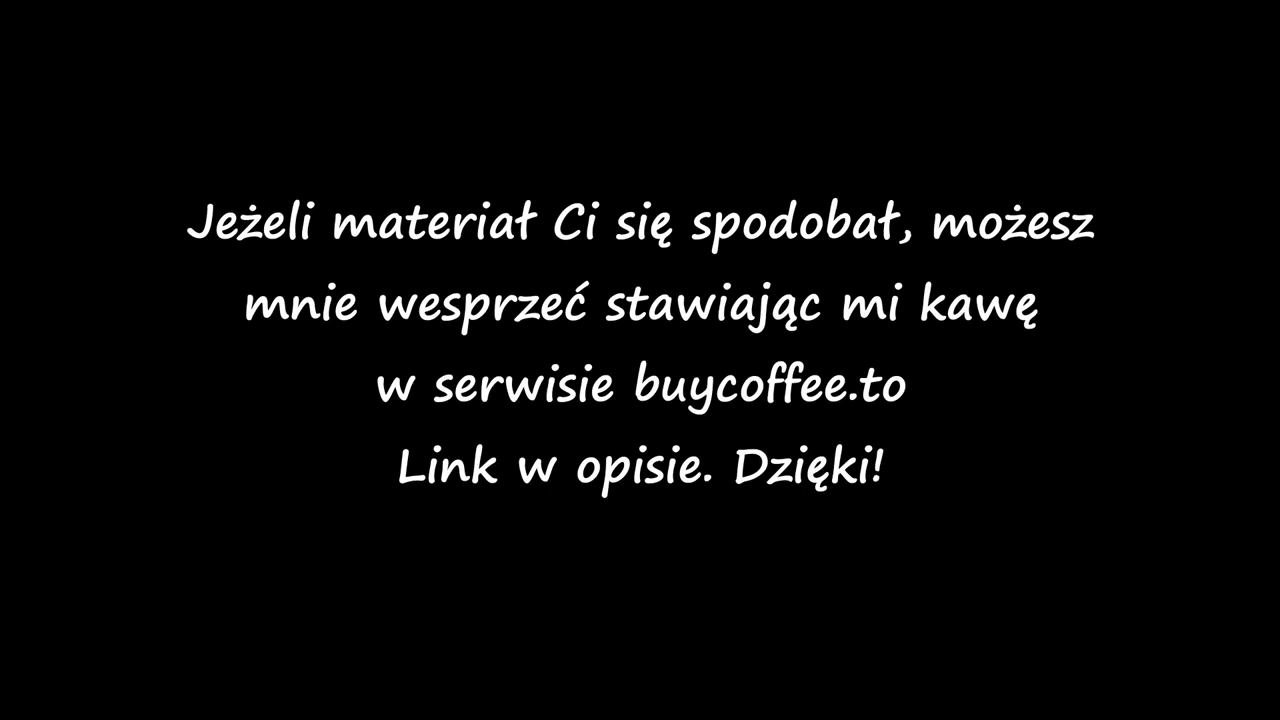 Jeżeli materiał Ci się spodobał, możesz
mnie wesprzeć stawiając mi kawę
w serwisie buycoffee.to
Link w opisie. Dzięki!